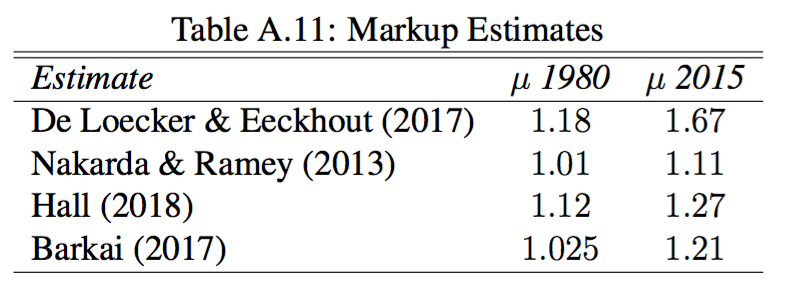 Table A.11: Markup Estimates
Estimate μ 1980 μ 2015
De Loecker & Eeckhout (2017) 1.18 1.67
Nakarda & Ramey (2013) 1.01 1.11
Hall (2018) 1.12 1.27
Barkai (2017) 1.025 1.21